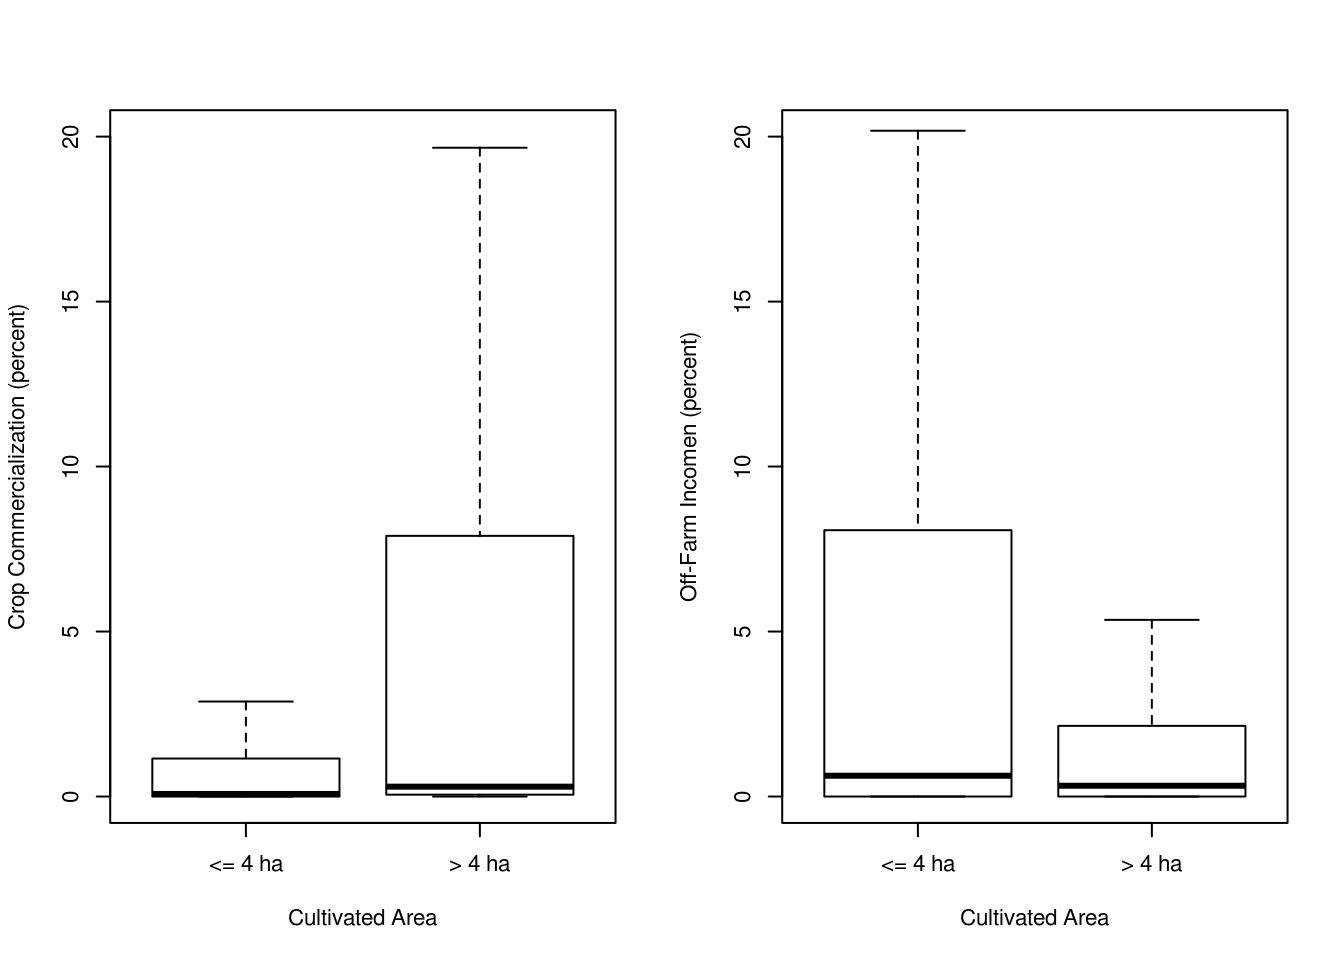 Crop Commercialization (percent)
20
15
10
5
0
<= 4 ha
> 4 ha
Cultivated Area
Off-Farm Incomen (percent)
20
15
10
5
0
<= 4 ha
> 4 ha
Cultivated Area